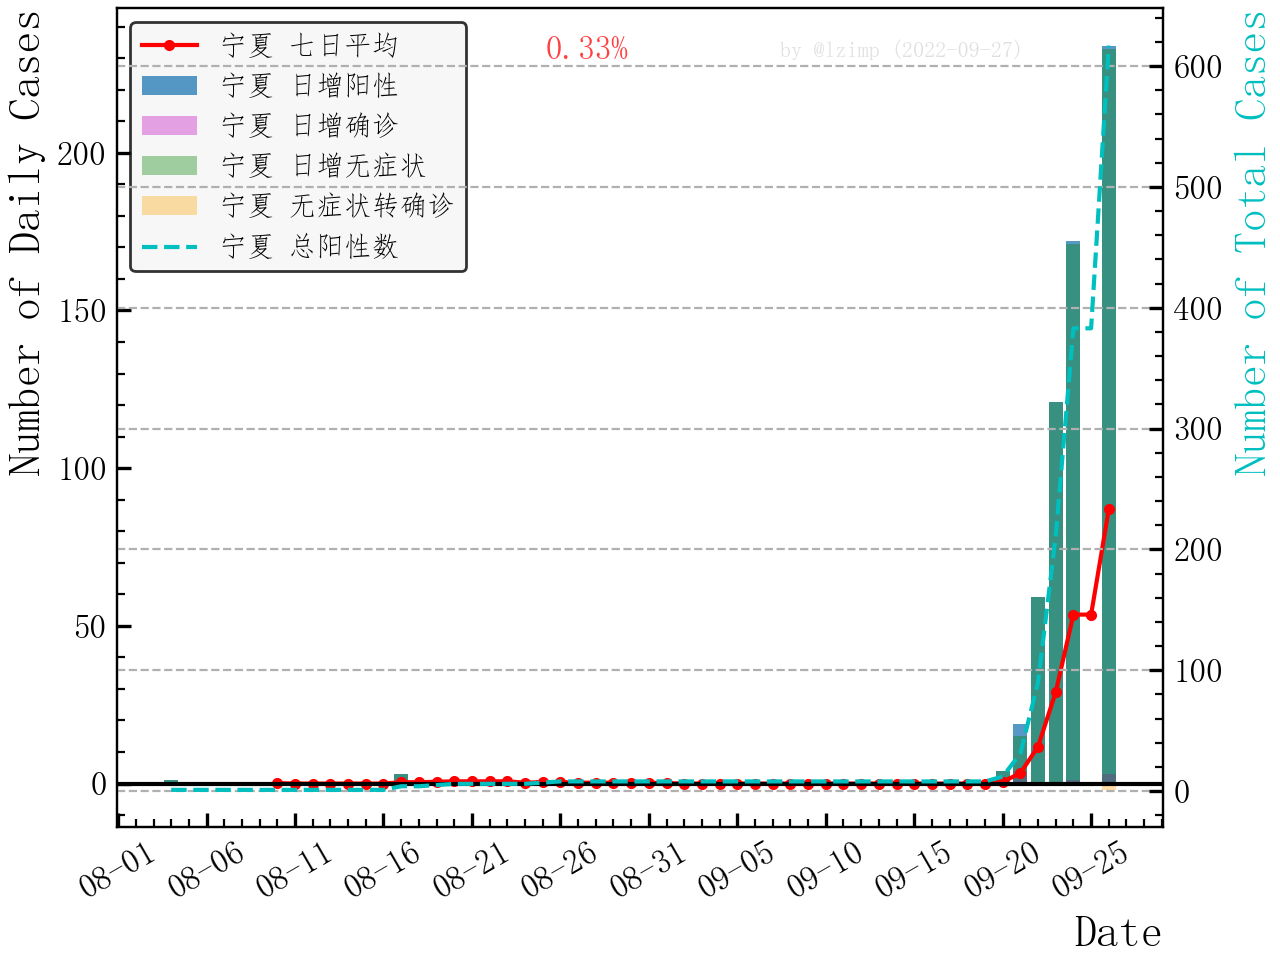 宁夏 七日平均
宁夏 日增阳性
宁夏 日增确诊
宁夏 日增无症状
宁夏 无症状转确诊
宁夏 总阳性数
0.33%
by @lzimp (2022-09-27)
Number of Daily Cases
200
150
100
50
0
Number of Total Cases
600
500
400
300
200
100
0
08-01
08-06
08-11
08-16
08-21
08-26
08-31
09-05
09-10
09-15
09-20
09-25
Date